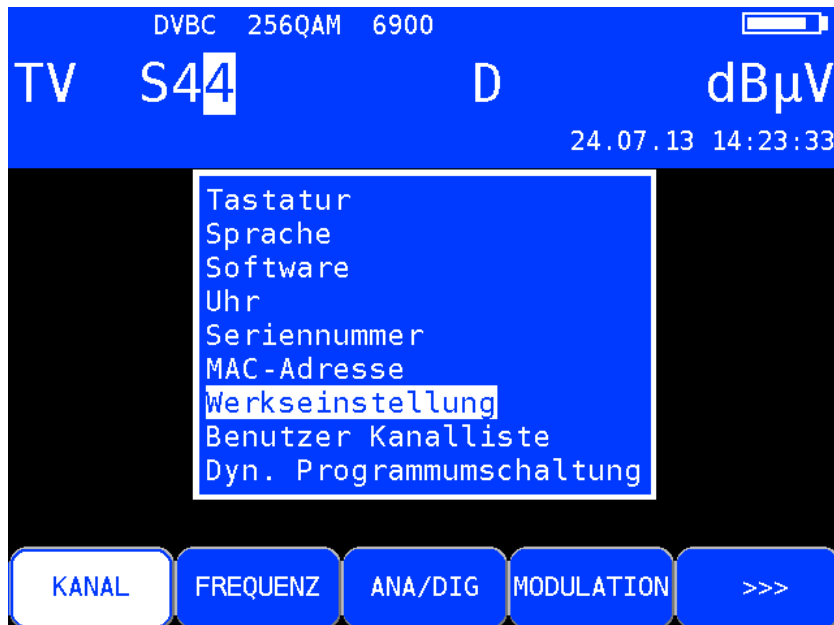 DVBC 256QAM 6900
TV S44 D dBµV
24.07.13 14:23:33
Tastatur
Sprache
Software
Uhr
Seriennummer
MAC-Adresse
Werkseinstellung
Benutzer Kanalliste
Dyn. Programmumschaltung
KANAL FREQUENZ ANA/DIG MODULATION >>>